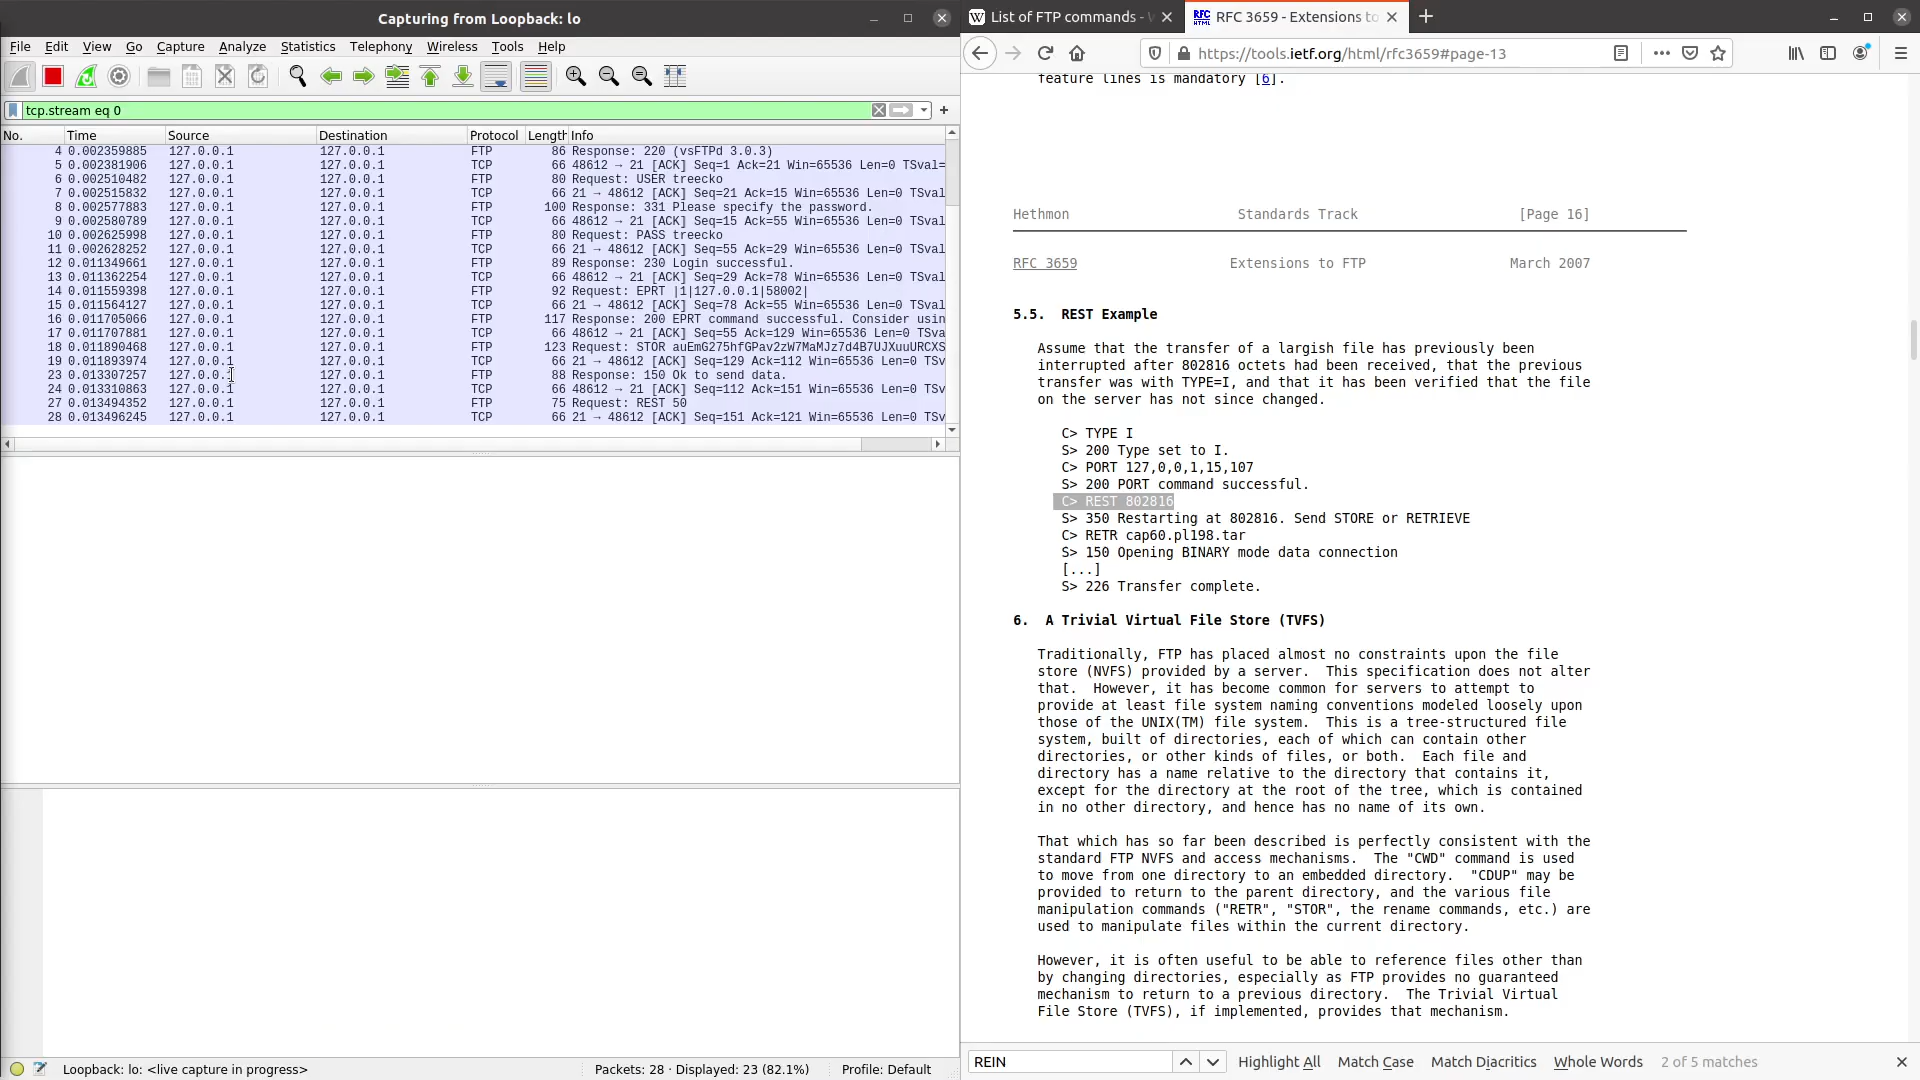 Capturing from Loopback: lo
File Edit View Go Capture Analyze Statistics Telephony Wireless Tools Help
tcp.stream eq 0
No. Time Source Destination Protocol Length Info
4 0.002359885 127.0.0.1 127.0.0.1 FTP 86 Response: 220 (vsFTPd 3.0.3)
5 0.002381906 127.0.0.1 127.0.0.1 TCP 66 48612 → 21 [ACK] Seq=1 Ack=21 Win=65536 Len=0 TSval=
6 0.002510482 127.0.0.1 127.0.0.1 FTP 80 Request: USER treecko
7 0.002515832 127.0.0.1 127.0.0.1 TCP 66 21 → 48612 [ACK] Seq=21 Ack=15 Win=65536 Len=0 TSval
8 0.002577883 127.0.0.1 127.0.0.1 FTP 100 Response: 331 Please specify the password.
9 0.002580789 127.0.0.1 127.0.0.1 TCP 66 48612 → 21 [ACK] Seq=15 Ack=55 Win=65536 Len=0 TSval
10 0.002625998 127.0.0.1 127.0.0.1 FTP 80 Request: PASS treecko
11 0.002628252 127.0.0.1 127.0.0.1 TCP 66 21 → 48612 [ACK] Seq=55 Ack=29 Win=65536 Len=0 TSval
12 0.011349661 127.0.0.1 127.0.0.1 FTP 89 Response: 230 Login successful.
13 0.011362254 127.0.0.1 127.0.0.1 TCP 66 48612 → 21 [ACK] Seq=29 Ack=78 Win=65536 Len=0 TSval
14 0.011559398 127.0.0.1 127.0.0.1 FTP 92 Request: EPRT |1|127.0.0.1|58002|
15 0.011564127 127.0.0.1 127.0.0.1 TCP 66 21 → 48612 [ACK] Seq=78 Ack=55 Win=65536 Len=0 TSval
16 0.011705066 127.0.0.1 127.0.0.1 FTP 117 Response: 200 EPRT command successful. Consider usin
17 0.011707881 127.0.0.1 127.0.0.1 TCP 66 48612 → 21 [ACK] Seq=55 Ack=129 Win=65536 Len=0 TSva
18 0.011890468 127.0.0.1 127.0.0.1 FTP 123 Request: STOR auEmG275hfGPav2zW7MaMJz7d4B7UJXuuURCXS
19 0.011893974 127.0.0.1 127.0.0.1 TCP 66 21 → 48612 [ACK] Seq=129 Ack=112 Win=65536 Len=0 TSv
23 0.013307257 127.0.0.1 127.0.0.1 FTP 88 Response: 150 Ok to send data.
24 0.013310863 127.0.0.1 127.0.0.1 TCP 66 48612 → 21 [ACK] Seq=112 Ack=151 Win=65536 Len=0 TSv
27 0.013494352 127.0.0.1 127.0.0.1 FTP 75 Request: REST 50
28 0.013496245 127.0.0.1 127.0.0.1 TCP 66 21 → 48612 [ACK] Seq=151 Ack=121 Win=65536 Len=0 TSv
Loopback: lo: <live capture in progress> Packets: 28 · Displayed: 23 (82.1%) Profile: Default
List of FTP commands - RFC 3659 - Extensions to
https://tools.ietf.org/html/rfc3659#page-13
feature lines is mandatory [6].
Hethmon Standards Track [Page 16]
RFC 3659 Extensions to FTP March 2007
5.5. REST Example
Assume that the transfer of a largish file has previously been
interrupted after 802816 octets had been received, that the previous
transfer was with TYPE=I, and that it has been verified that the file
on the server has not since changed.
C> TYPE I
S> 200 Type set to I.
C> PORT 127,0,0,1,15,107
S> 200 PORT command successful.
C> REST 802816
S> 350 Restarting at 802816. Send STORE or RETRIEVE
C> RETR cap60.pl198.tar
S> 150 Opening BINARY mode data connection
[...]
S> 226 Transfer complete.
6. A Trivial Virtual File Store (TVFS)
Traditionally, FTP has placed almost no constraints upon the file
store (NVFS) provided by a server. This specification does not alter
that. However, it has become common for servers to attempt to
provide at least file system naming conventions modeled loosely upon
those of the UNIX(TM) file system. This is a tree-structured file
system, built of directories, each of which can contain other
directories, or other kinds of files, or both. Each file and
directory has a name relative to the directory that contains it,
except for the directory at the root of the tree, which is contained
in no other directory, and hence has no name of its own.
That which has so far been described is perfectly consistent with the
standard FTP NVFS and access mechanisms. The "CWD" command is used
to move from one directory to an embedded directory. "CDUP" may be
provided to return to the parent directory, and the various file
manipulation commands ("RETR", "STOR", the rename commands, etc.) are
used to manipulate files within the current directory.
However, it is often useful to be able to reference files other than
by changing directories, especially as FTP provides no guaranteed
mechanism to return to a previous directory. The Trivial Virtual
File Store (TVFS), if implemented, provides that mechanism.
REIN Highlight All Match Case Match Diacritics Whole Words 2 of 5 matches